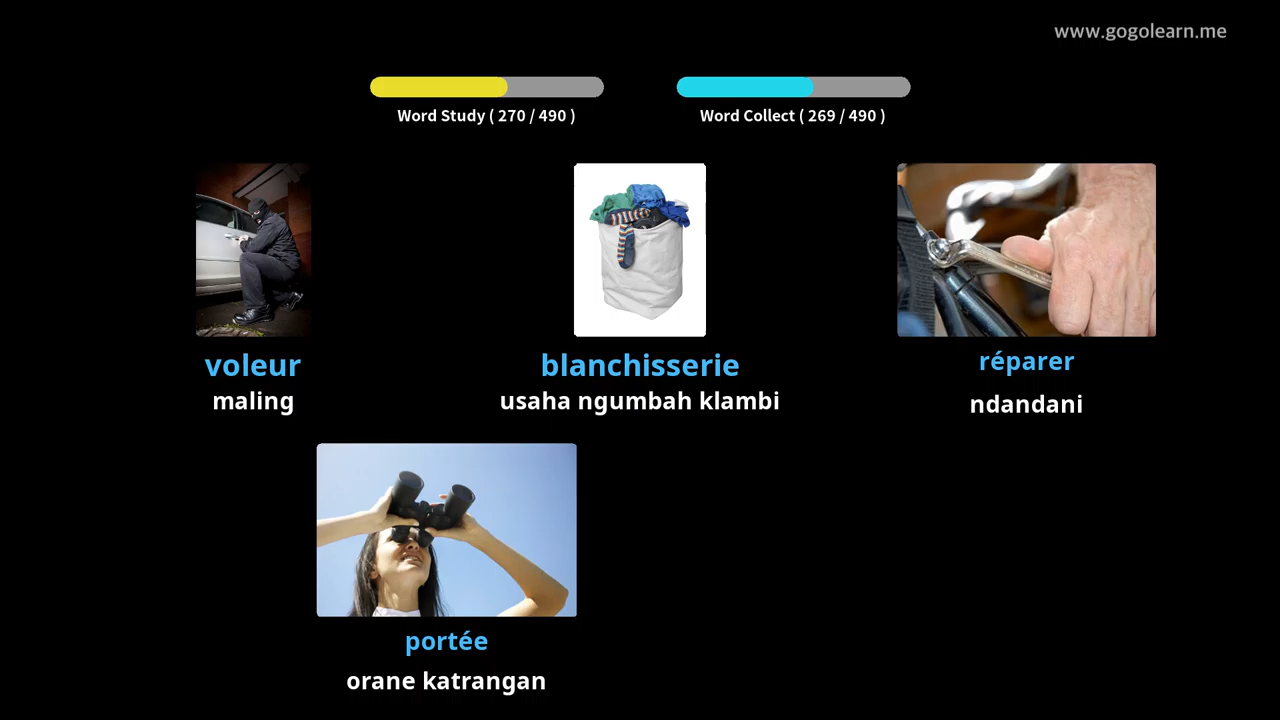 www.gogolearn.me
Word Study ( 270 / 490 )
Word Collect ( 269 / 490 )
voleur
maling
blanchisserie
usaha ngumbah klambi
réparer
ndandani
portée
orane katrangan